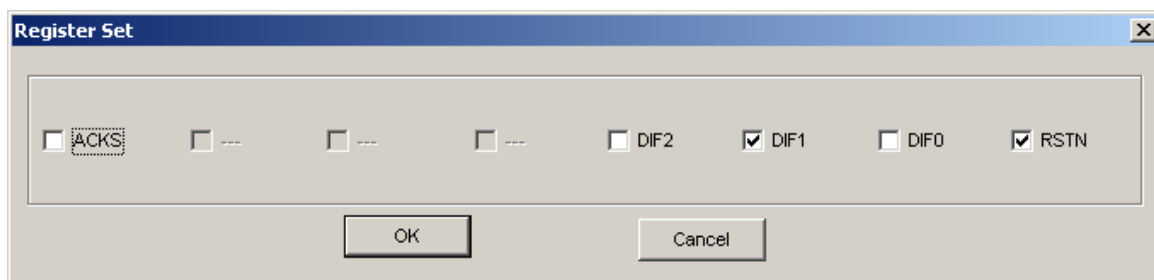 Register Set
ACKS --- --- --- DIF2 DIF1 DIF0 RSTN
OK Cancel